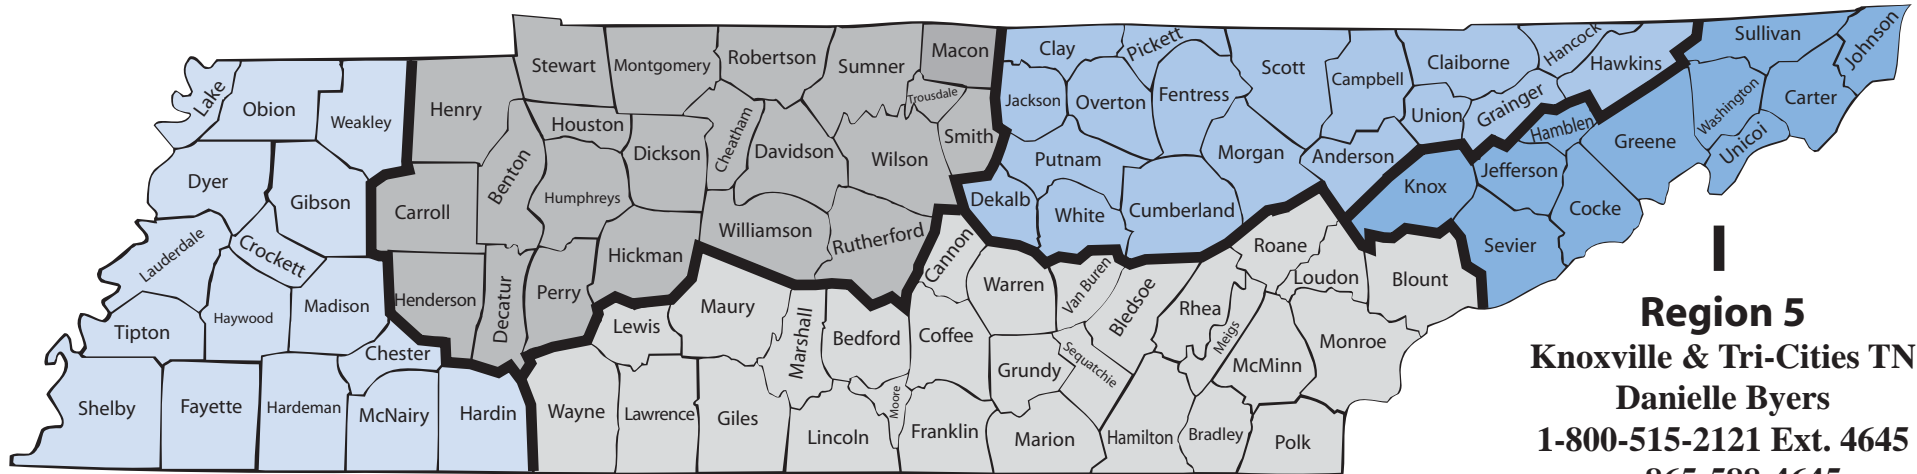 Lake
Obion
Weakley
Henry
Stewart
Montgomery
Robertson
Sumner
Macon
Clay
Pickett
Scott
Campbell
Claiborne
Hancock
Hawkins
Sullivan
Johnson
Houston
Cheatham
Trousdale
Smith
Jackson
Overton
Fentress
Union
Grainger
Hamblen
Greene
Washington
Carter
Unicoi
Dyer
Gibson
Carroll
Benton
Humphreys
Dickson
Davidson
Wilson
Putnam
Morgan
Anderson
Knox
Jefferson
Cocke
Sevier
Lauderdale
Crockett
Madison
Henderson
Decatur
Perry
Hickman
Williamson
Rutherford
Cannon
Dekalb
White
Cumberland
Roane
Loudon
Blount
Tipton
Haywood
Chester
Lewis
Maury
Marshall
Bedford
Coffee
Warren
Van Buren
Bledsoe
Rhea
Meigs
McMinn
Monroe
Shelby
Fayette
Hardeman
McNairy
Hardin
Wayne
Lawrence
Giles
Lincoln
Moore
Franklin
Grundy
Sequatchie
Marion
Hamilton
Bradley
Polk
Region 5
Knoxville & Tri-Cities TN
Danielle Byers
1-800-515-2121 Ext. 4645
865-588-4645